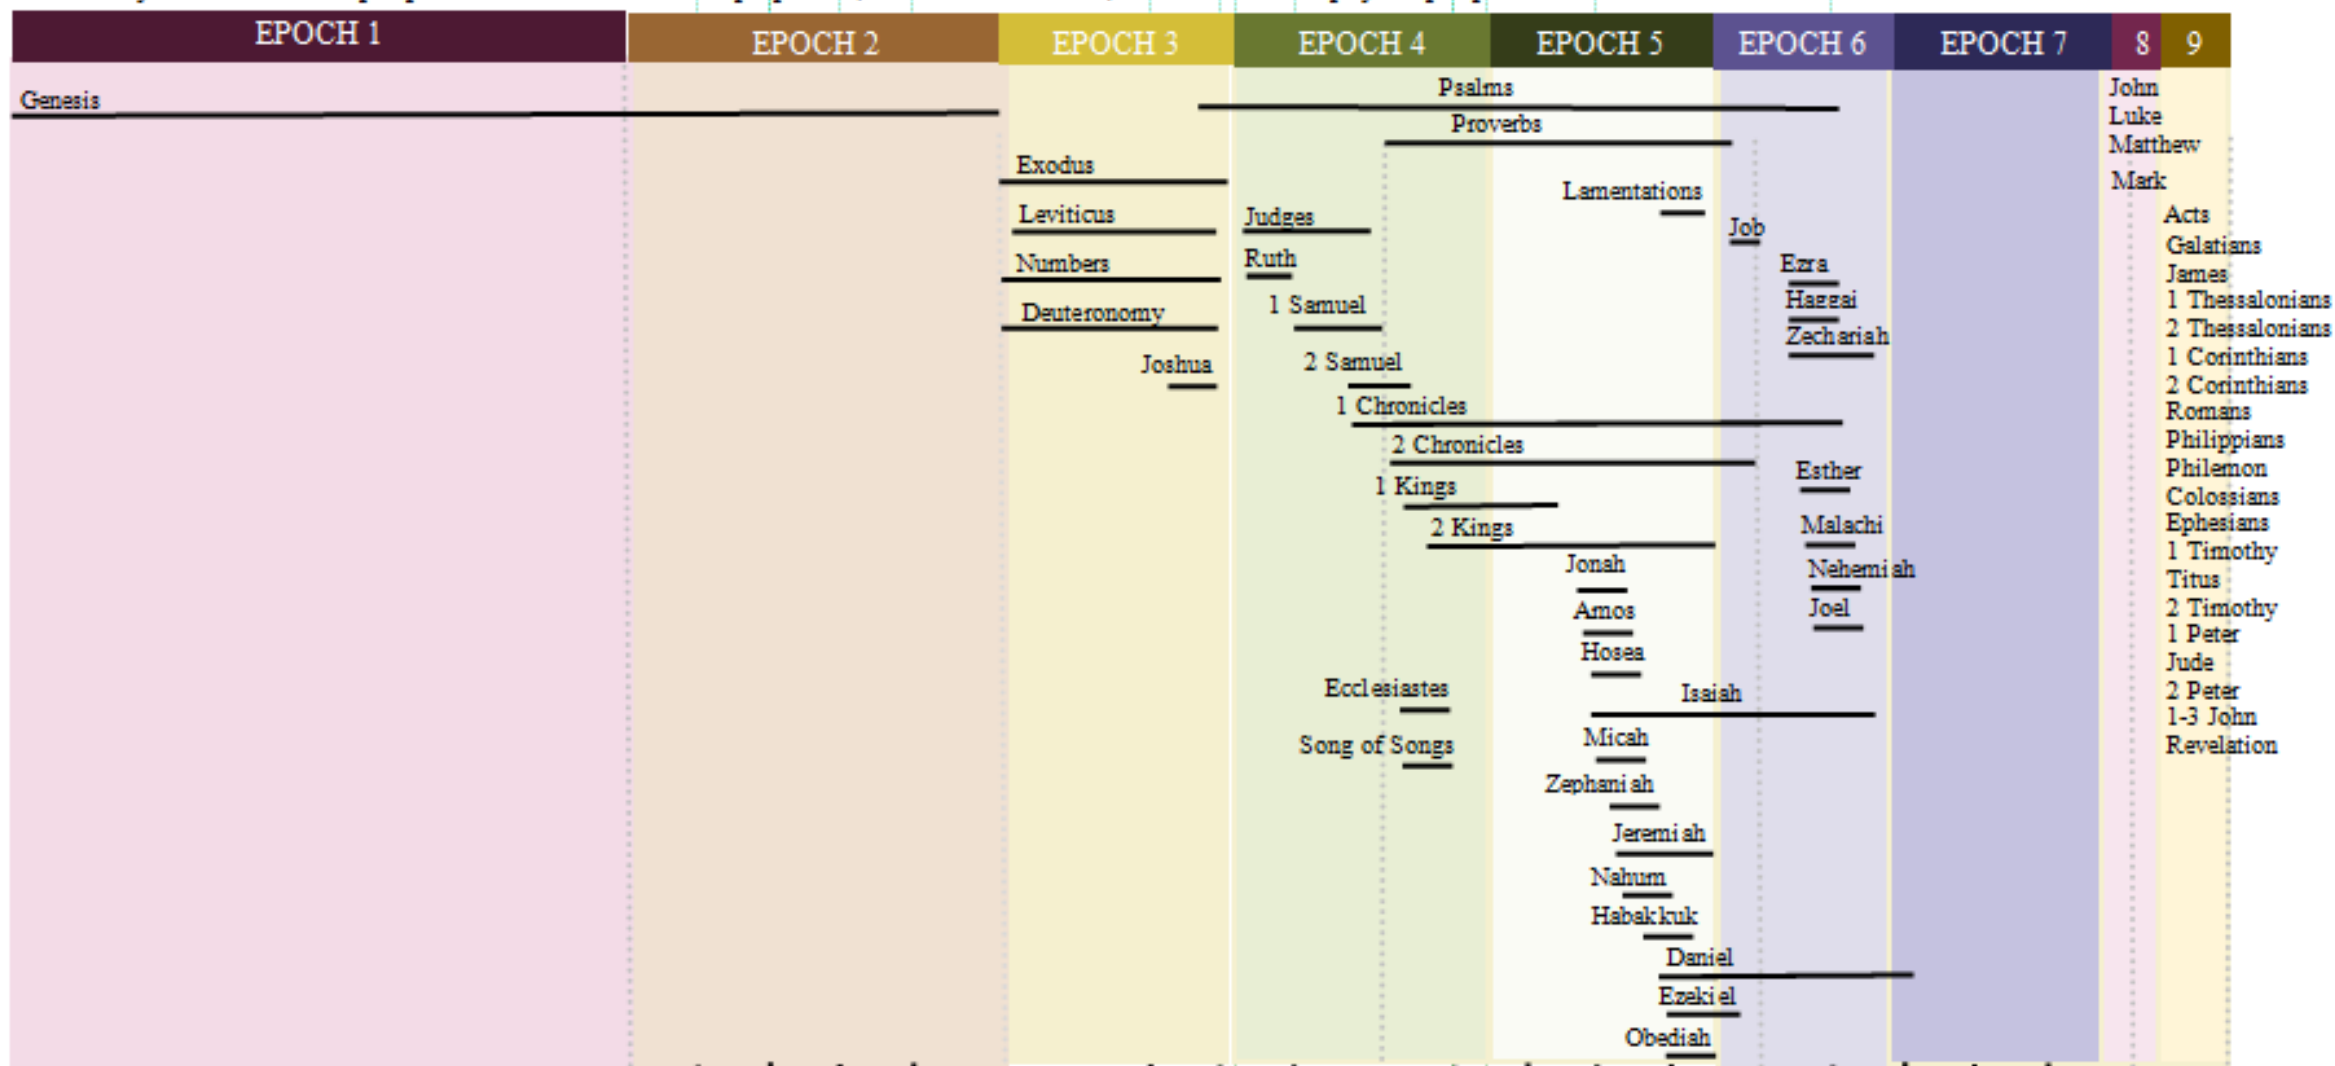 EPOCH 1
EPOCH 2
EPOCH 3
EPOCH 4
EPOCH 5
EPOCH 6
EPOCH 7
8
9
Genesis
Exodus
Leviticus
Numbers
Deuteronomy
Joshua
Psalms
Proverbs
Judges
Ruth
1 Samuel
2 Samuel
1 Chronicles
2 Chronicles
1 Kings
2 Kings
Ecclesiastes
Song of Songs
Lamentations
Jonah
Amos
Hosea
Isaiah
Micah
Zephaniah
Jeremiah
Nahum
Habakkuk
Daniel
Ezekiel
Obediah
Job
Ezra
Haggai
Zechariah
Esther
Malachi
Nehemiah
Joel
John
Luke
Matthew
Mark
Acts
Galatians
James
1 Thessalonians
2 Thessalonians
1 Corinthians
2 Corinthians
Romans
Philippians
Philemon
Colossians
Ephesians
1 Timothy
Titus
2 Timothy
1 Peter
Jude
2 Peter
1-3 John
Revelation